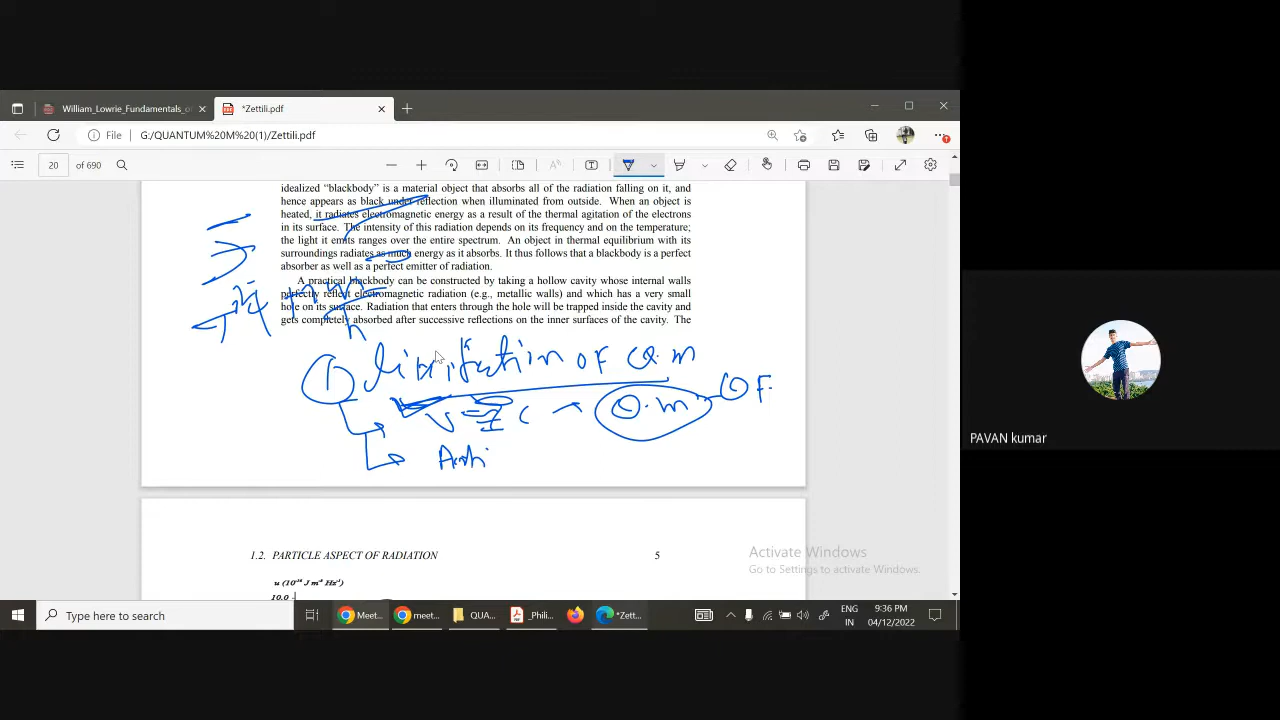 William_Lowrie_Fundamentals_o
*Zettili.pdf
File
G:/QUANTUM%20M%20(1)/Zettili.pdf
20 of 690
idealized “blackbody” is a material object that absorbs all of the radiation falling on it, and
hence appears as black under reflection when illuminated from outside. When an object is
heated, it radiates electromagnetic energy as a result of the thermal agitation of the electrons
in its surface. The intensity of this radiation depends on its frequency and on the temperature;
the light it emits ranges over the entire spectrum. An object in thermal equilibrium with its
surroundings radiates as much energy as it absorbs. It thus follows that a blackbody is a perfect
absorber as well as a perfect emitter of radiation.
A practical blackbody can be constructed by taking a hollow cavity whose internal walls
perfectly reflect electromagnetic radiation (e.g., metallic walls) and which has a very small
hole on its surface. Radiation that enters through the hole will be trapped inside the cavity and
gets completely absorbed after successive reflections on the inner surfaces of the cavity. The
① OF Q.m
Anti
1.2. PARTICLE ASPECT OF RADIATION 5
10.0
PAVAN kumar
Activate Windows
Go to Settings to activate Windows.
Type here to search
Meet...
meet...
QUA...
_Phili...
*Zett...
ENG
IN
9:36 PM
04/12/2022